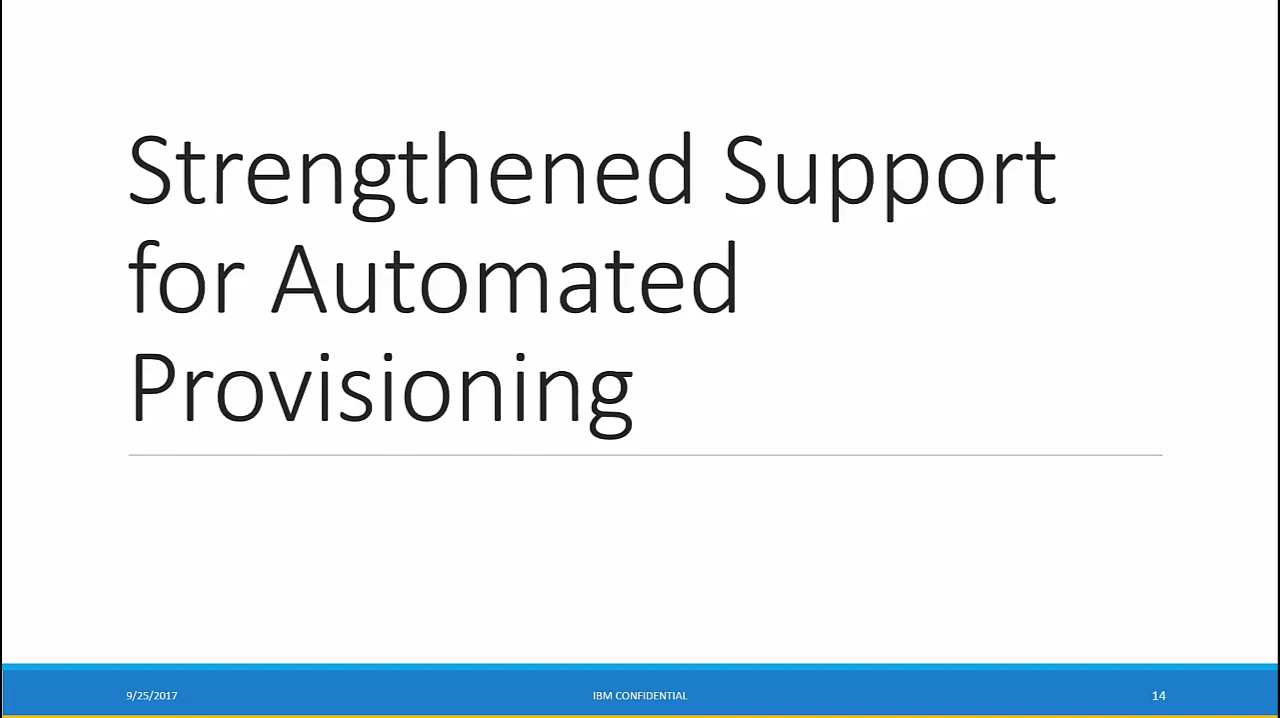 Strengthened Support
for Automated
Provisioning
9/25/2017
IBM CONFIDENTIAL
14